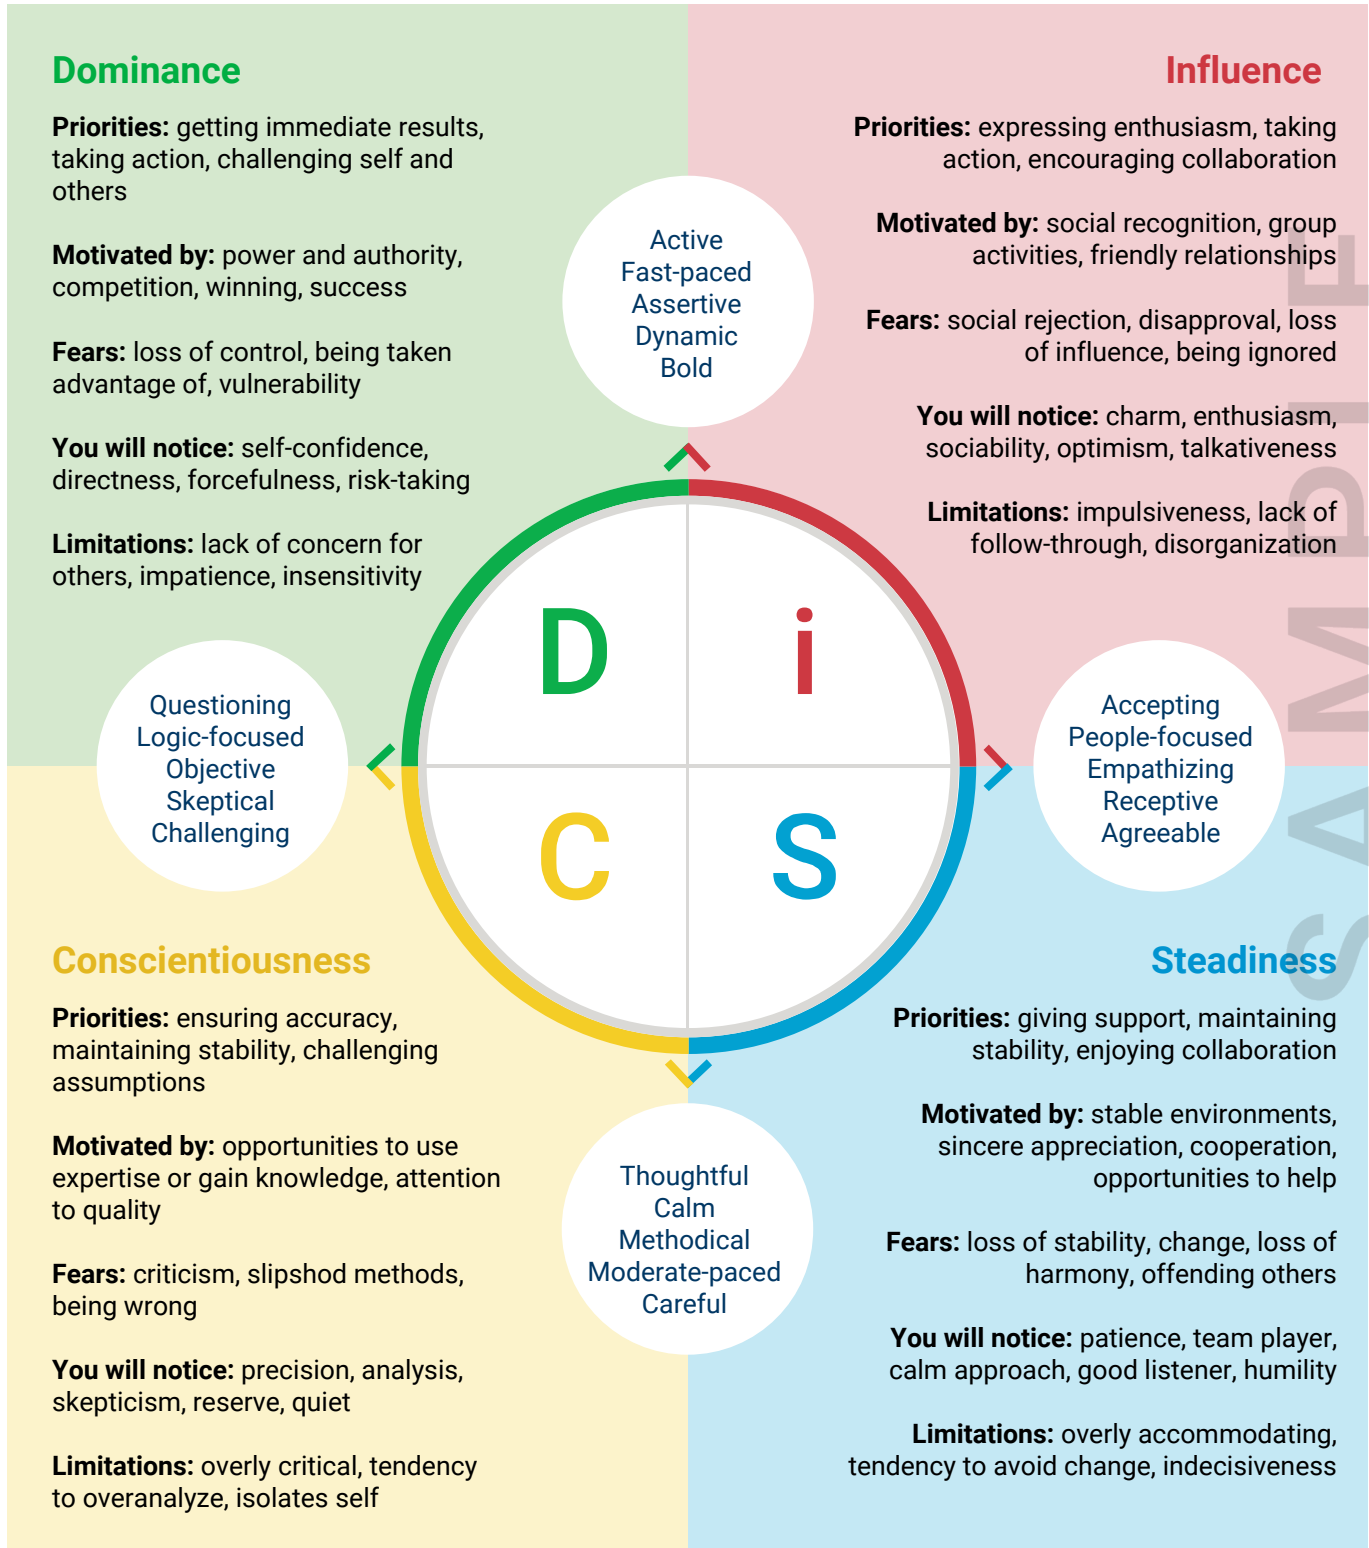 Dominance
Priorities: getting immediate results,
taking action, challenging self and
others
Motivated by: power and authority,
competition, winning, success
Fears: loss of control, being taken
advantage of, vulnerability
You will notice: self-confidence,
directness, forcefulness, risk-taking
Limitations: lack of concern for
others, impatience, insensitivity
Influence
Priorities: expressing enthusiasm, taking
action, encouraging collaboration
Motivated by: social recognition, group
activities, friendly relationships
Fears: social rejection, disapproval, loss
of influence, being ignored
You will notice: charm, enthusiasm,
sociability, optimism, talkativeness
Limitations: impulsiveness, lack of
follow-through, disorganization
Active
Fast-paced
Assertive
Dynamic
Bold
D
i
C
S
Questioning
Logic-focused
Objective
Skeptical
Challenging
Accepting
People-focused
Empathizing
Receptive
Agreeable
Conscientiousness
Priorities: ensuring accuracy,
maintaining stability, challenging
assumptions
Motivated by: opportunities to use
expertise or gain knowledge, attention
to quality
Fears: criticism, slipshod methods,
being wrong
You will notice: precision, analysis,
skepticism, reserve, quiet
Limitations: overly critical, tendency
to overanalyze, isolates self
Thoughtful
Calm
Methodical
Moderate-paced
Careful
Steadiness
Priorities: giving support, maintaining
stability, enjoying collaboration
Motivated by: stable environments,
sincere appreciation, cooperation,
opportunities to help
Fears: loss of stability, change, loss of
harmony, offending others
You will notice: patience, team player,
calm approach, good listener, humility
Limitations: overly accommodating,
tendency to avoid change, indecisiveness
SAMPLE